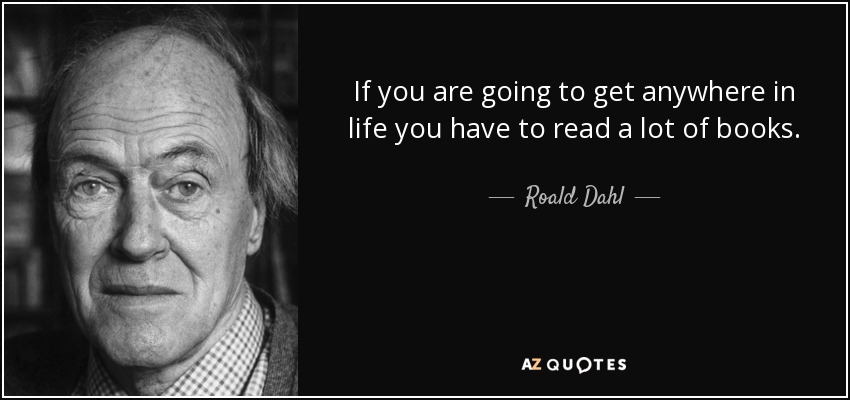 If you are going to get anywhere in
life you have to read a lot of books.
Roald Dahl
AZ QUOTES